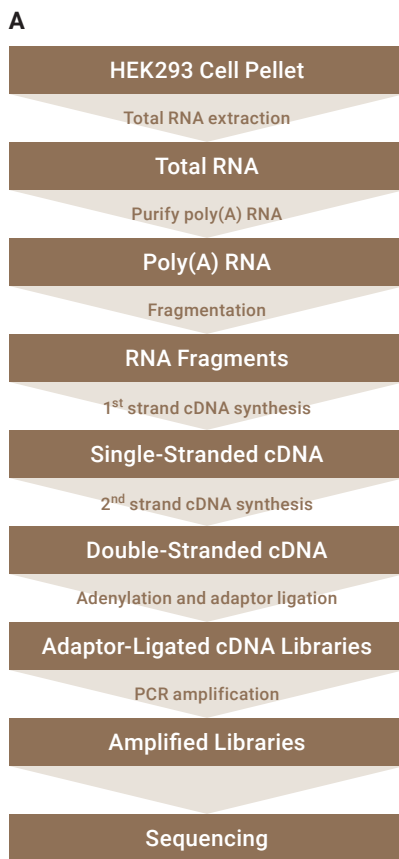 A
HEK293 Cell Pellet
Total RNA extraction
Total RNA
Purify poly(A) RNA
Poly(A) RNA
Fragmentation
RNA Fragments
1st strand cDNA synthesis
Single-Stranded cDNA
2nd strand cDNA synthesis
Double-Stranded cDNA
Adenylation and adaptor ligation
Adaptor-Ligated cDNA Libraries
PCR amplification
Amplified Libraries
Sequencing